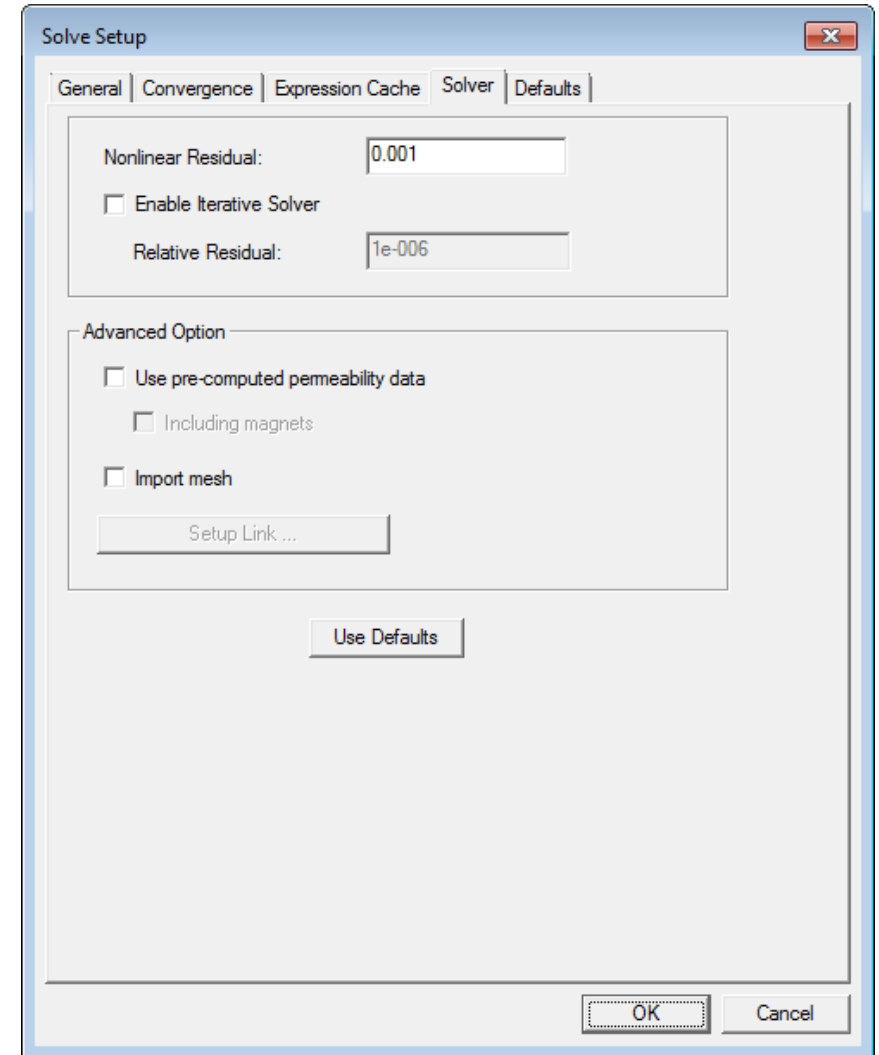 Solve Setup
General Convergence Expression Cache Solver Defaults
Nonlinear Residual: 0.001
Enable Iterative Solver
Relative Residual: 1e-006
Advanced Option
Use pre-computed permeability data
Including magnets
Import mesh
Setup Link ...
Use Defaults
OK Cancel